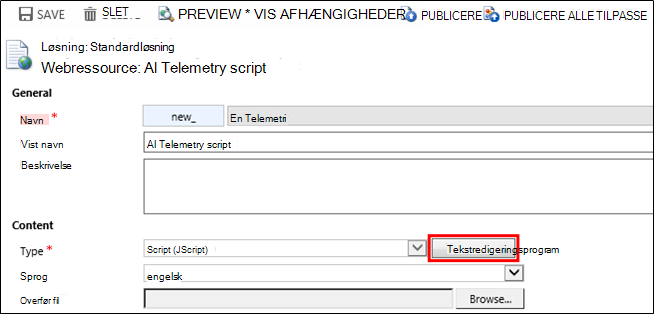 SAVE SLET PREVIEW * VIS AFHÆNGIGHEDER PUBLICERE PUBLICERE ALLE TILPASSE
Løsning: Standardløsning
Webressource: AI Telemetry script
General
Navn * new_ En Telemetri
Vist navn AI Telemetry script
Beskrivelse
Content
Type * Script (JScript) Tekstredigeringsprogram
Sprog engelsk
Overfør fil Browse...